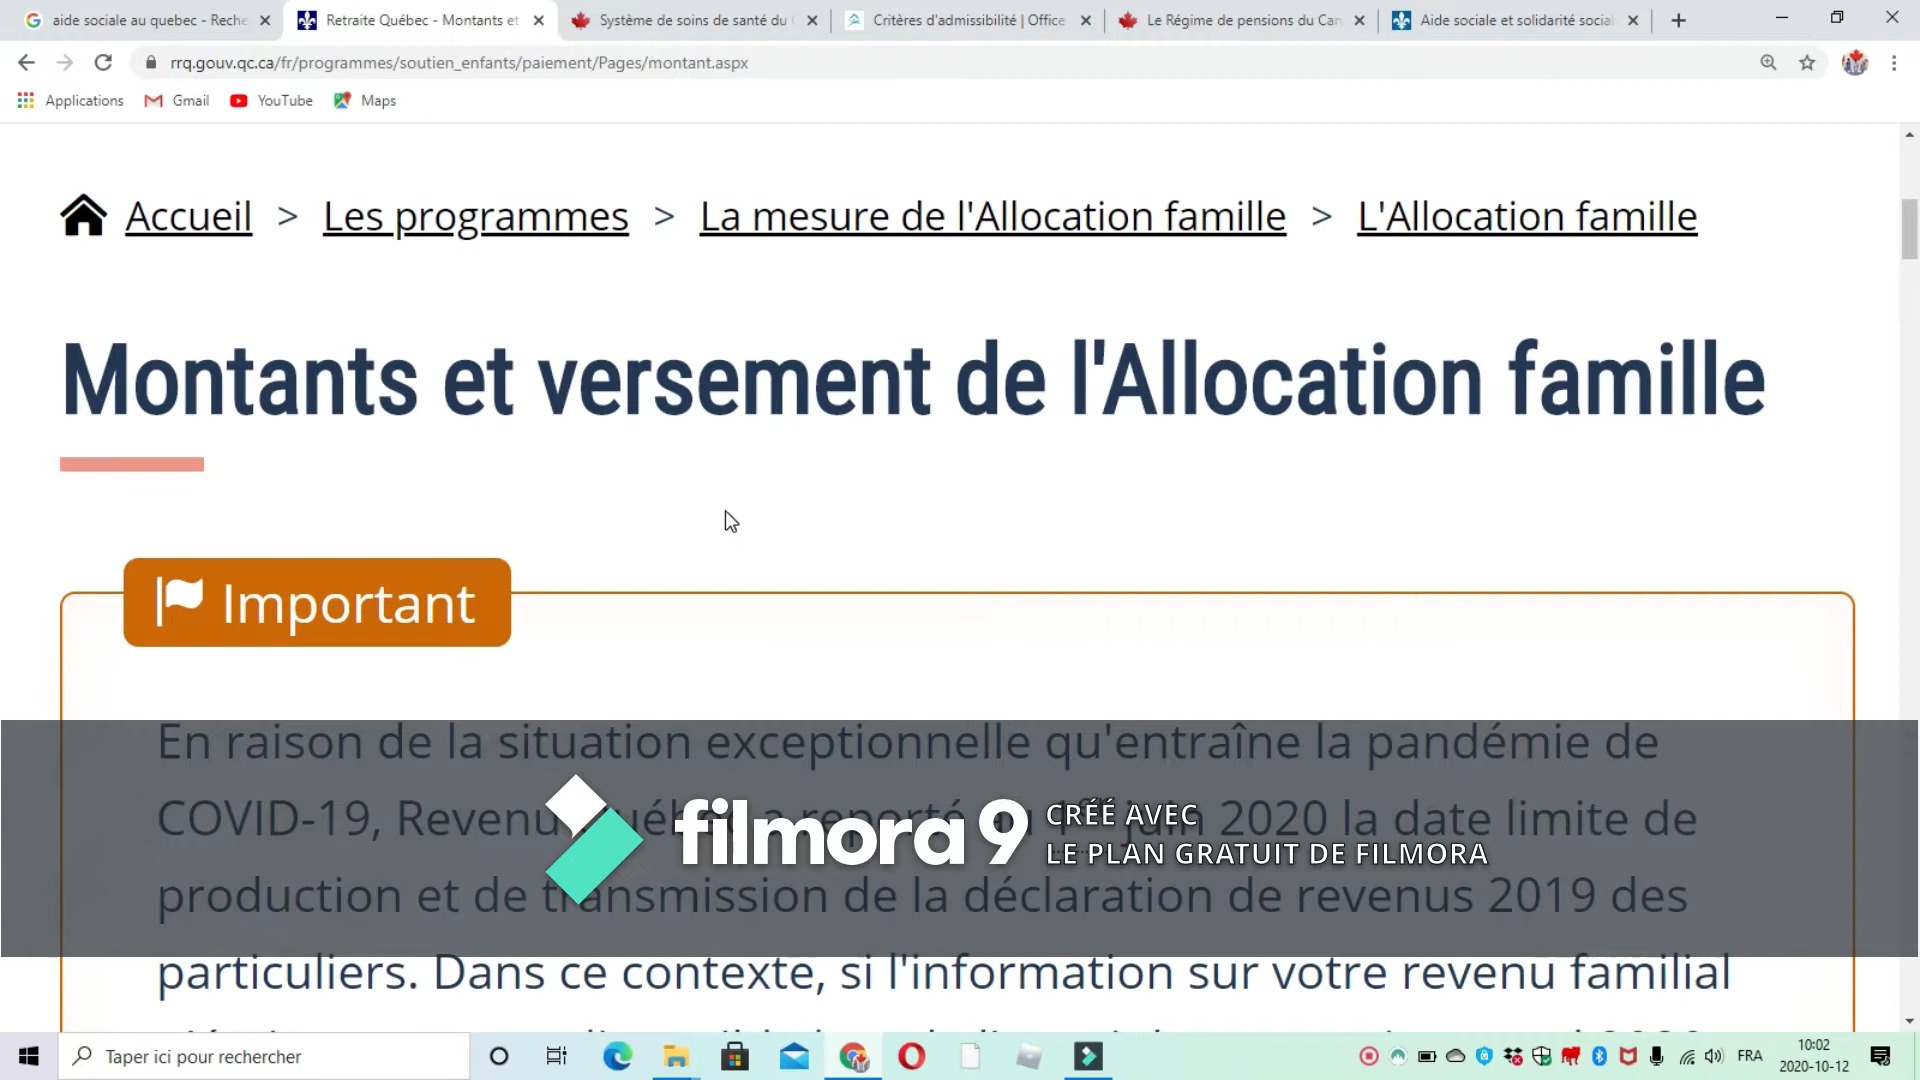 aide sociale au quebec - Reche
Retraite Québec - Montants et
Système de soins de santé du C
Critères d'admissibilité | Office
Le Régime de pensions du Can
Aide sociale et solidarité social
rrq.gouv.qc.ca/fr/programmes/soutien_enfants/paiement/Pages/montant.aspx
Applications
Gmail
YouTube
Maps
Accueil > Les programmes > La mesure de l'Allocation famille > L'Allocation famille
Montants et versement de l'Allocation famille
Important
En raison de la situation exceptionnelle qu'entraîne la pandémie de
COVID-19, Revenu Québec a reporté au 1er juin 2020 la date limite de
production et de transmission de la déclaration de revenus 2019 des
particuliers. Dans ce contexte, si l'information sur votre revenu familial
filmora 9
CRÉÉ AVEC
LE PLAN GRATUIT DE FILMORA
Taper ici pour rechercher
FRA
10:02
2020-10-12